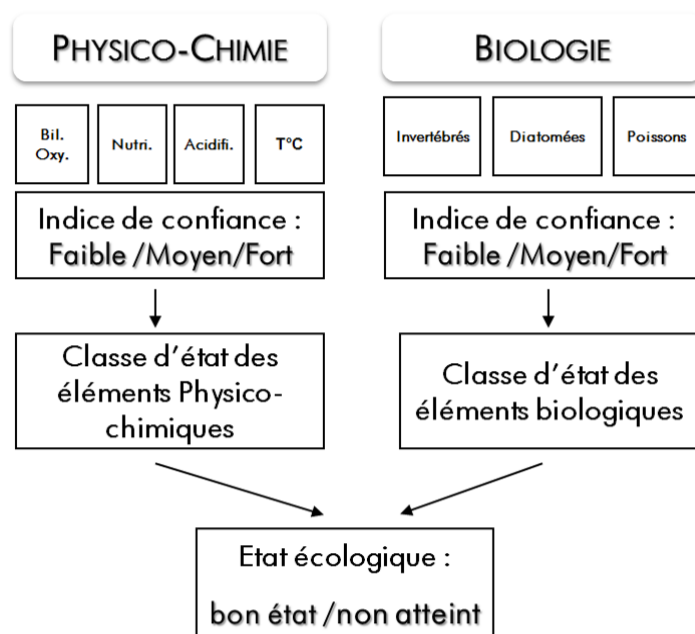 PHYSICO-CHIMIE
BIOLOGIE
Bil.
Oxy.
Nutri.
Acidifi.
T°C
Invertébrés
Diatomées
Poissons
Indice de confiance :
Faible /Moyen/Fort
Indice de confiance :
Faible /Moyen/Fort
Classe d'état des
éléments Physico-
chimiques
Classe d'état des
éléments biologiques
Etat écologique :
bon état /non atteint